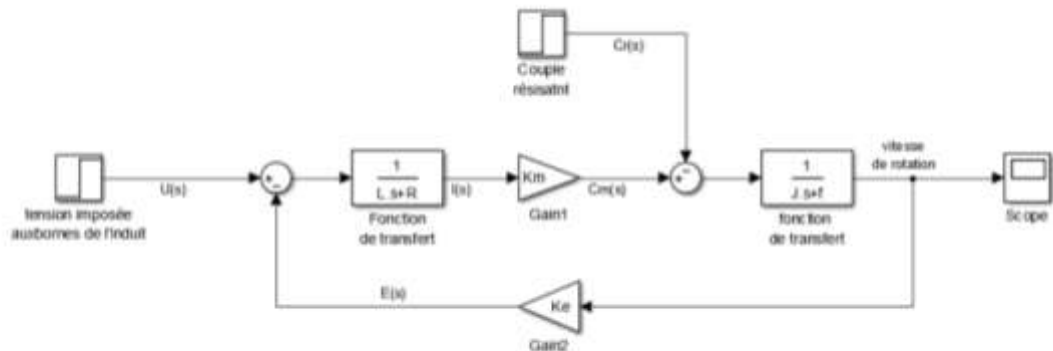 Cr(s)
Couple
résisatnt
vitesse
de rotation
U(s)
+
-
1
L.s+R
I(s)
Km
Cm(s)
+
-
1
J.s+f
tension imposée
auxbornes de l'induit
Fonction
de transfert
Gain1
fonction
de transfert
Scope
E(s)
Ke
Gain2